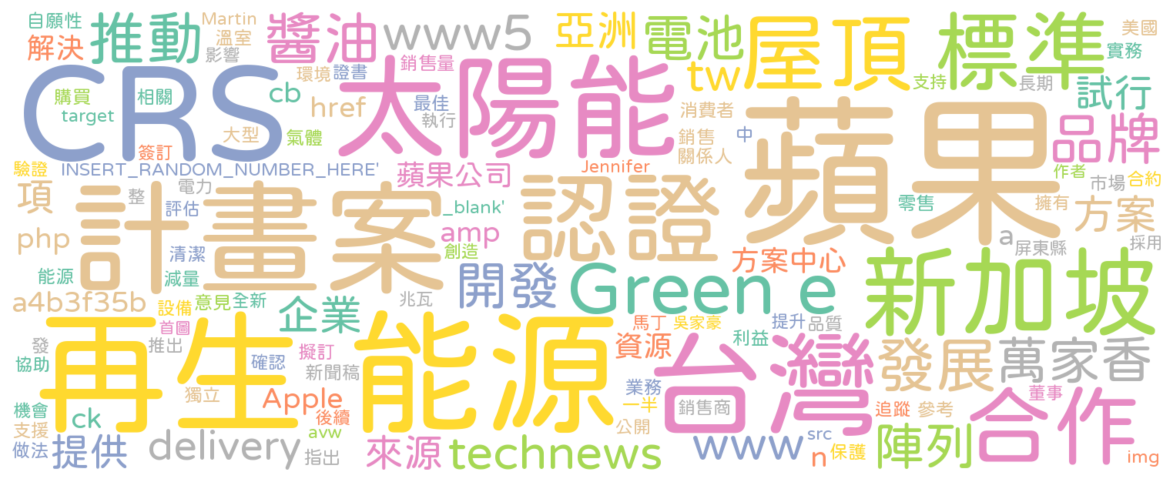 自願性 推動 醬油 Martin 溫室 影響 www5 亞洲 電池 屋頂 標準 美國 實務
解決 CRS 太陽能 銷售量 tw 支持 長期 試行
購買 相關 cb 環境 證書 href 最佳 執行 消費者 中 品牌
target 大型 氣體 銷售 關係人 蘋果
驗證 簽訂 INSERT_RANDOM_NUMBER_HERE' 蘋果公司 Jennifer 作者 市場 合約
項 計畫案 整 電力 評估 _blank' 認證 零售 擁有 方案
php 清潔 amp 創造 方案中心 a 屏東縣 採用
能源 減量 兆瓦 開發 Green e 新加坡
a4b3f35b 設備 意見 全新 企業
首圖 再生能源 馬丁 吳家豪 提升 品質
發 推出 擬訂 資源 利益 台灣 發展 萬家香
協助 確認 新聞稿
獨立 Apple 業務 董事
機會 後續 一半 銷售商 追蹤 參考 合作
支援 ck avw 公開
做法 提供 delivery 指出 來源 technews www src n 保護 陣列 img